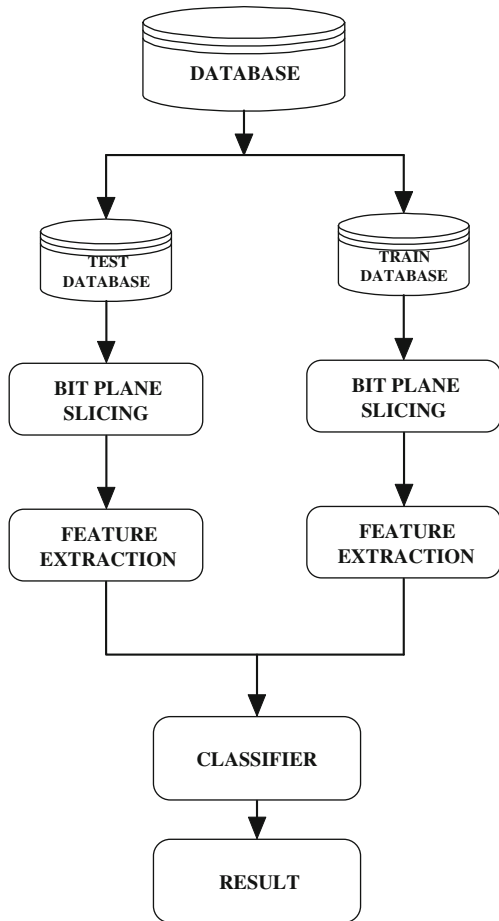 DATABASE
TEST
DATABASE
TRAIN
DATABASE
BIT PLANE
SLICING
BIT PLANE
SLICING
FEATURE
EXTRACTION
FEATURE
EXTRACTION
CLASSIFIER
RESULT